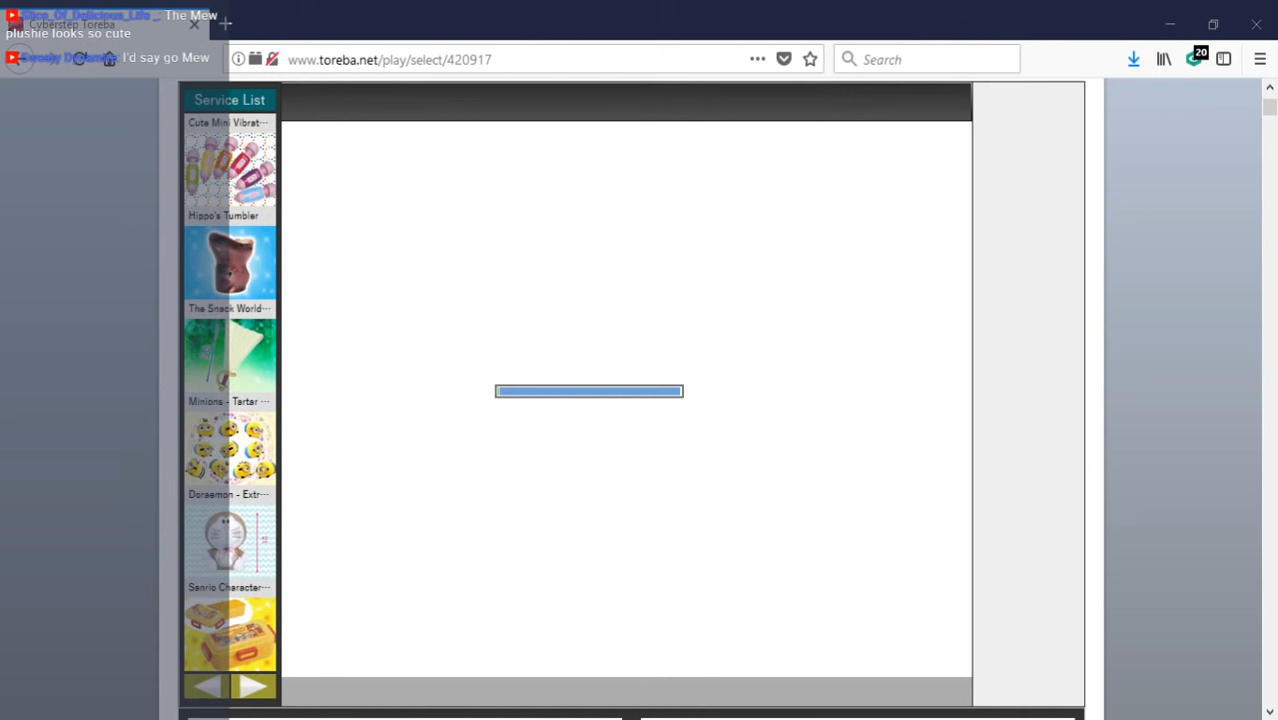 Slice_Of_Delicious_Life_: The Mew
plushie looks so cute
I'd say go Mew
Cyberstep Toreba
www.toreba.net/play/select/420917
Search
20
Service List
Cute Mini Vibrat···
Hippo's Tumbler
The Snack World···
Minions - Tartar ···
Doraemon - Extr···
Sanrio Character···